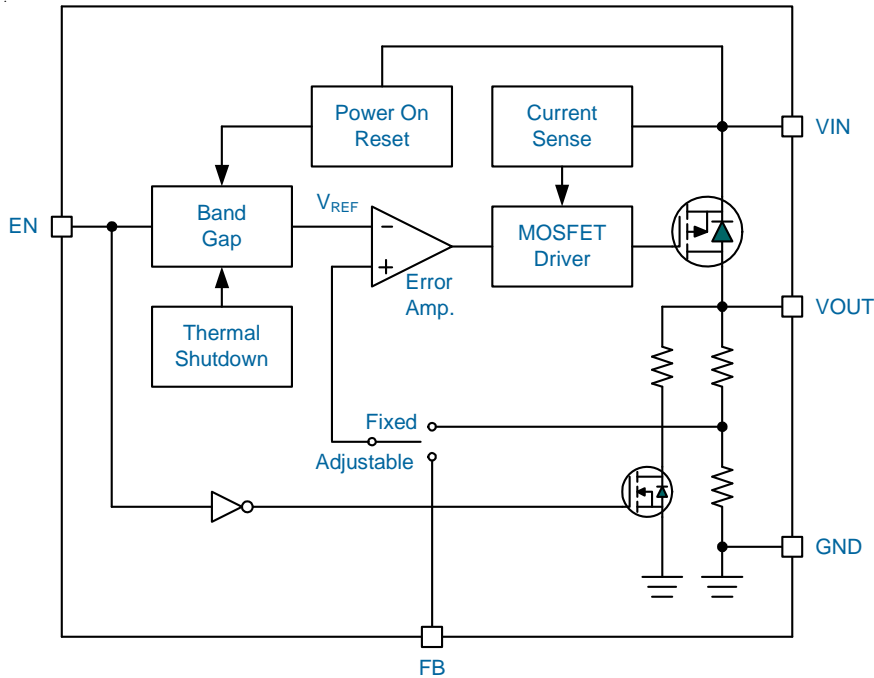 Power On
Reset
Current
Sense
VIN
EN
Band
Gap
VREF
−
+
Error
Amp.
MOSFET
Driver
VOUT
Thermal
Shutdown
Fixed
Adjustable
GND
FB